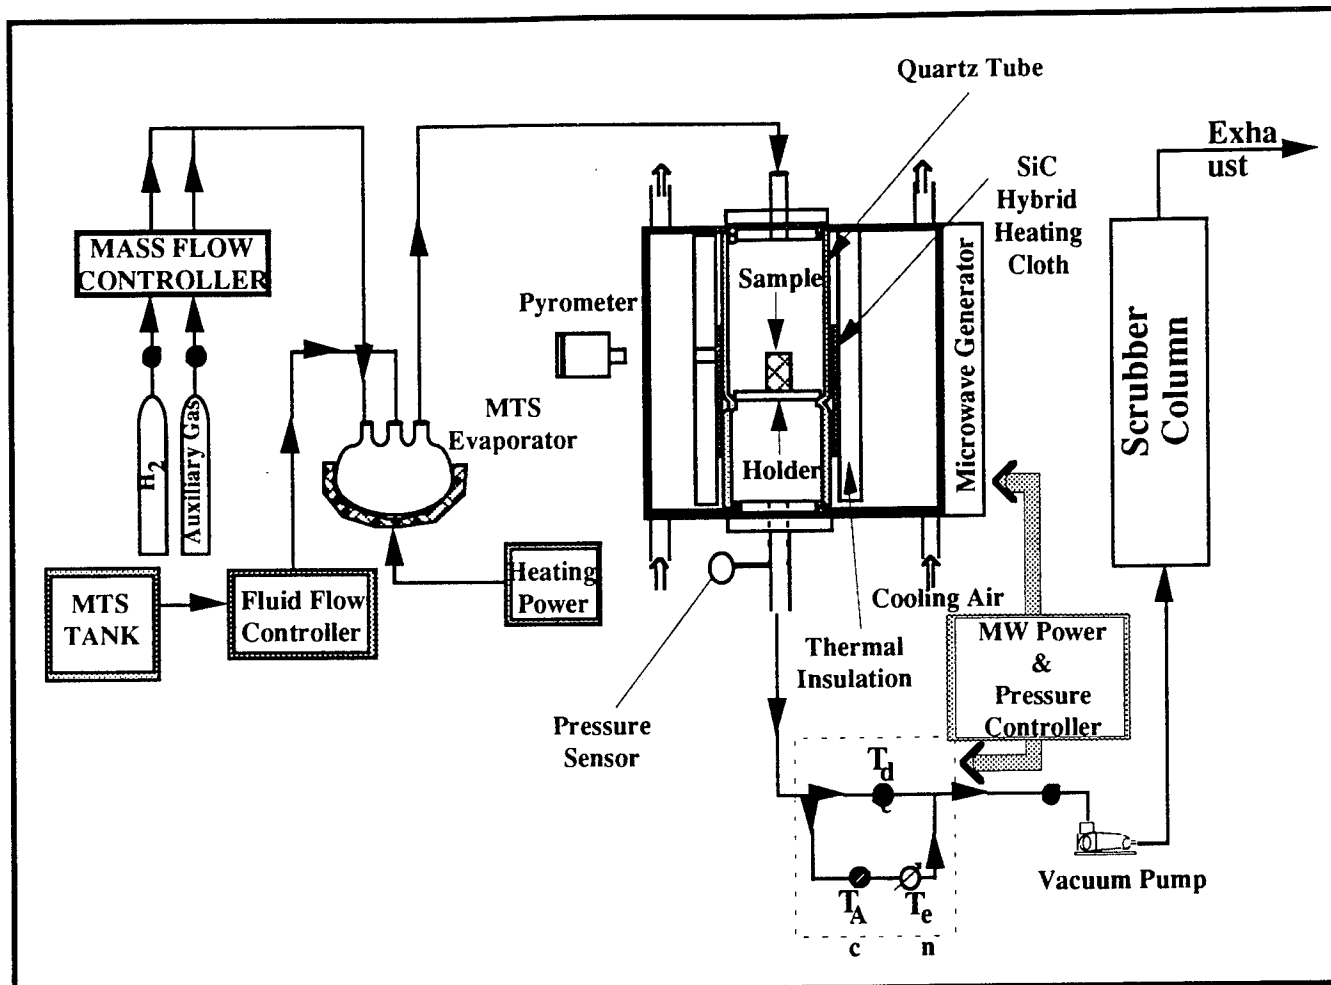 Quartz Tube
Exha
ust
SiC
Hybrid
Heating
Cloth
MASS FLOW
CONTROLLER
Sample
Pyrometer
Microwave Generator
Scrubber
Column
MTS
Evaporator
H2
Auxiliary Gas
Holder
MTS
TANK
Fluid Flow
Controller
Heating
Power
Cooling Air
MW Power
&
Pressure
Controller
Thermal
Insulation
Pressure
Sensor
Td
TA
c
Te
n
Vacuum Pump